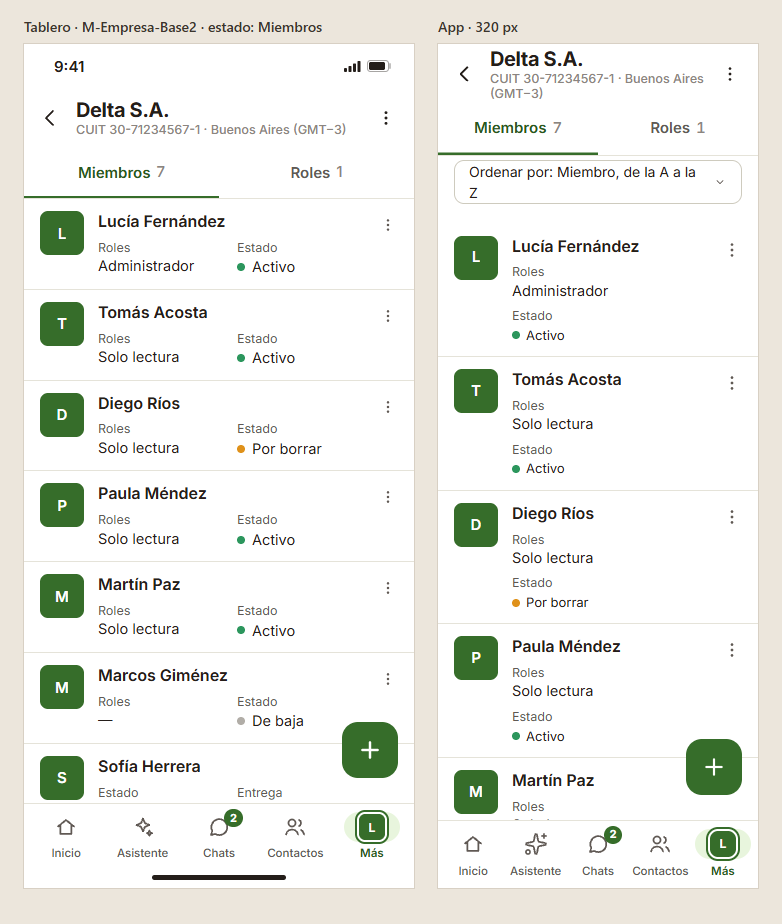 Tablero · M-Empresa-Base2 · estado: Miembros
9:41
Delta S.A.
CUIT 30-71234567-1 · Buenos Aires (GMT−3)
Miembros 7
Roles 1
L
Lucía Fernández
Roles
Estado
Administrador
Activo
T
Tomás Acosta
Roles
Estado
Solo lectura
Activo
D
Diego Ríos
Roles
Estado
Solo lectura
Por borrar
P
Paula Méndez
Roles
Estado
Solo lectura
Activo
M
Martín Paz
Roles
Estado
Solo lectura
Activo
M
Marcos Giménez
Roles
Estado
—
De baja
S
Sofía Herrera
Estado
Entrega
2
L
Inicio
Asistente
Chats
Contactos
Más
App · 320 px
Delta S.A.
CUIT 30-71234567-1 · Buenos Aires
(GMT−3)
Miembros 7
Roles 1
Ordenar por: Miembro, de la A a la
Z
L
Lucía Fernández
Roles
Administrador
Estado
Activo
T
Tomás Acosta
Roles
Solo lectura
Estado
Activo
D
Diego Ríos
Roles
Solo lectura
Estado
Por borrar
P
Paula Méndez
Roles
Solo lectura
Estado
Activo
M
Martín Paz
2
L
Inicio
Asistente
Chats
Contactos
Más